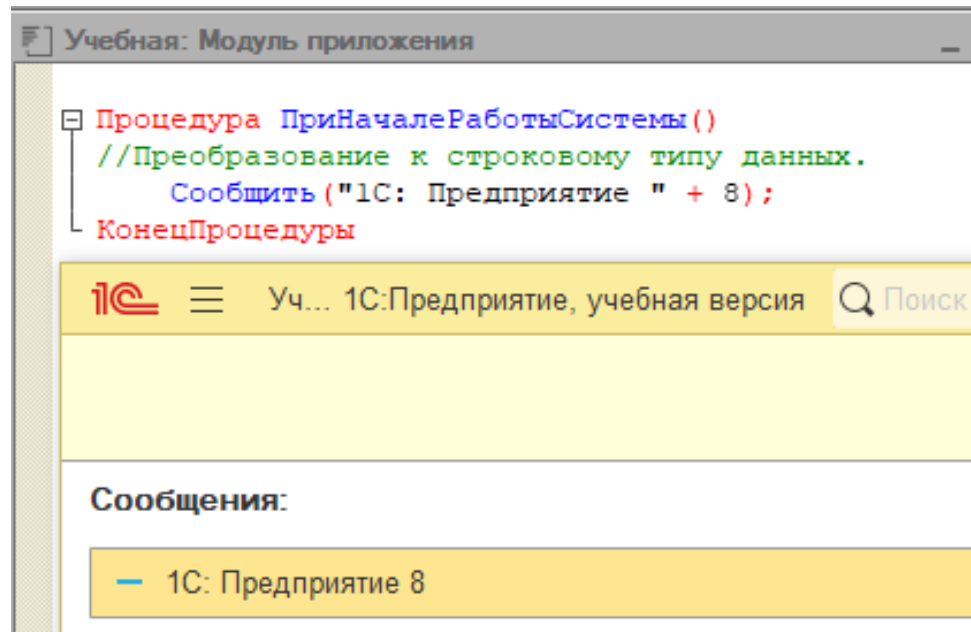 Учебная: Модуль приложения
Процедура ПриНачалеРаботыСистемы()
//Преобразование к строковому типу данных.
Сообщить("1С: Предприятие " + 8);
КонецПроцедуры
1С Уч... 1С:Предприятие, учебная версия Поиск
Сообщения:
1С: Предприятие 8